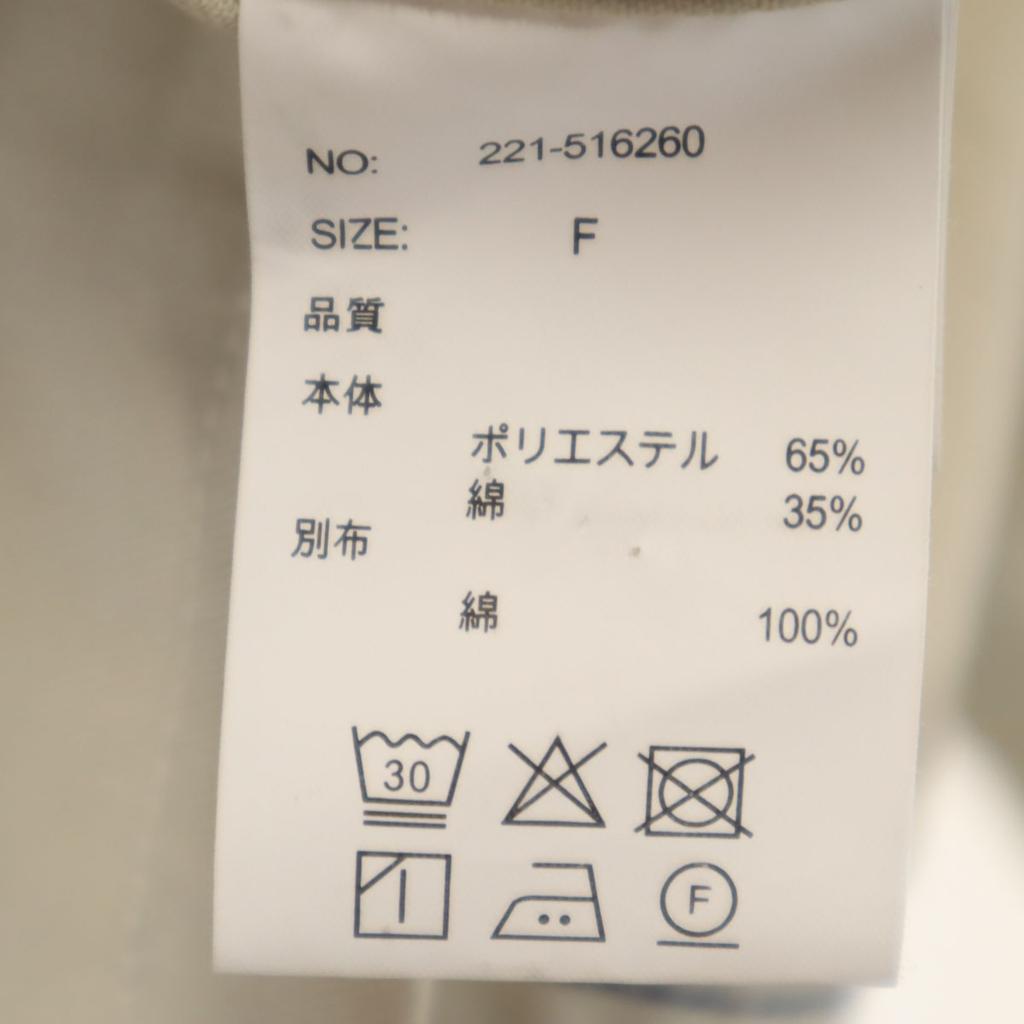 NO: 221-516260
SIZE: F
品質
本体
ポリエステル 65%
綿 35%
別布
綿 100%
30
F